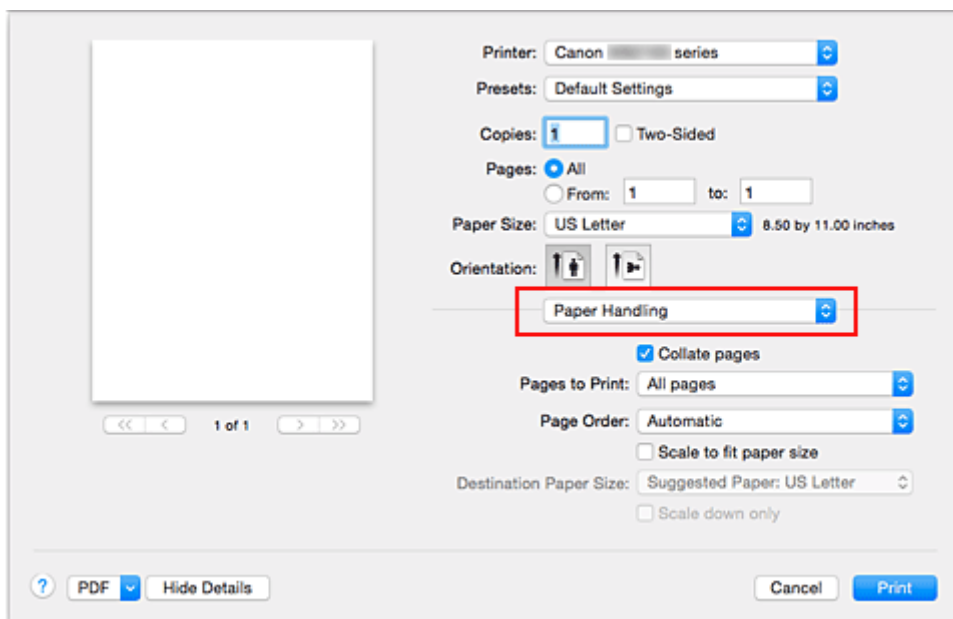 Printer: Canon series
Presets: Default Settings
Copies: 1 Two-Sided
Pages: All
From: 1 to: 1
Paper Size: US Letter 8.50 by 11.00 inches
Orientation:
Paper Handling
Collate pages
Pages to Print: All pages
Page Order: Automatic
Scale to fit paper size
Destination Paper Size: Suggested Paper: US Letter
Scale down only
<< < 1 of 1 > >>
? PDF Hide Details Cancel Print